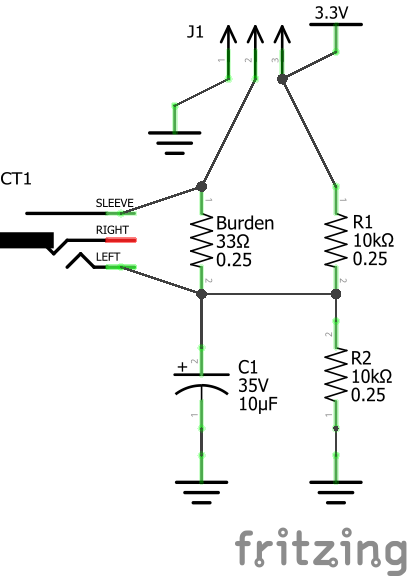 3.3V
J1
1
2
3
CT1
SLEEVE
RIGHT
LEFT
1
Burden
33Ω
0.25
2
1
R1
10kΩ
0.25
2
2
+
C1
35V
10µF
1
2
R2
10kΩ
0.25
1
fritzing